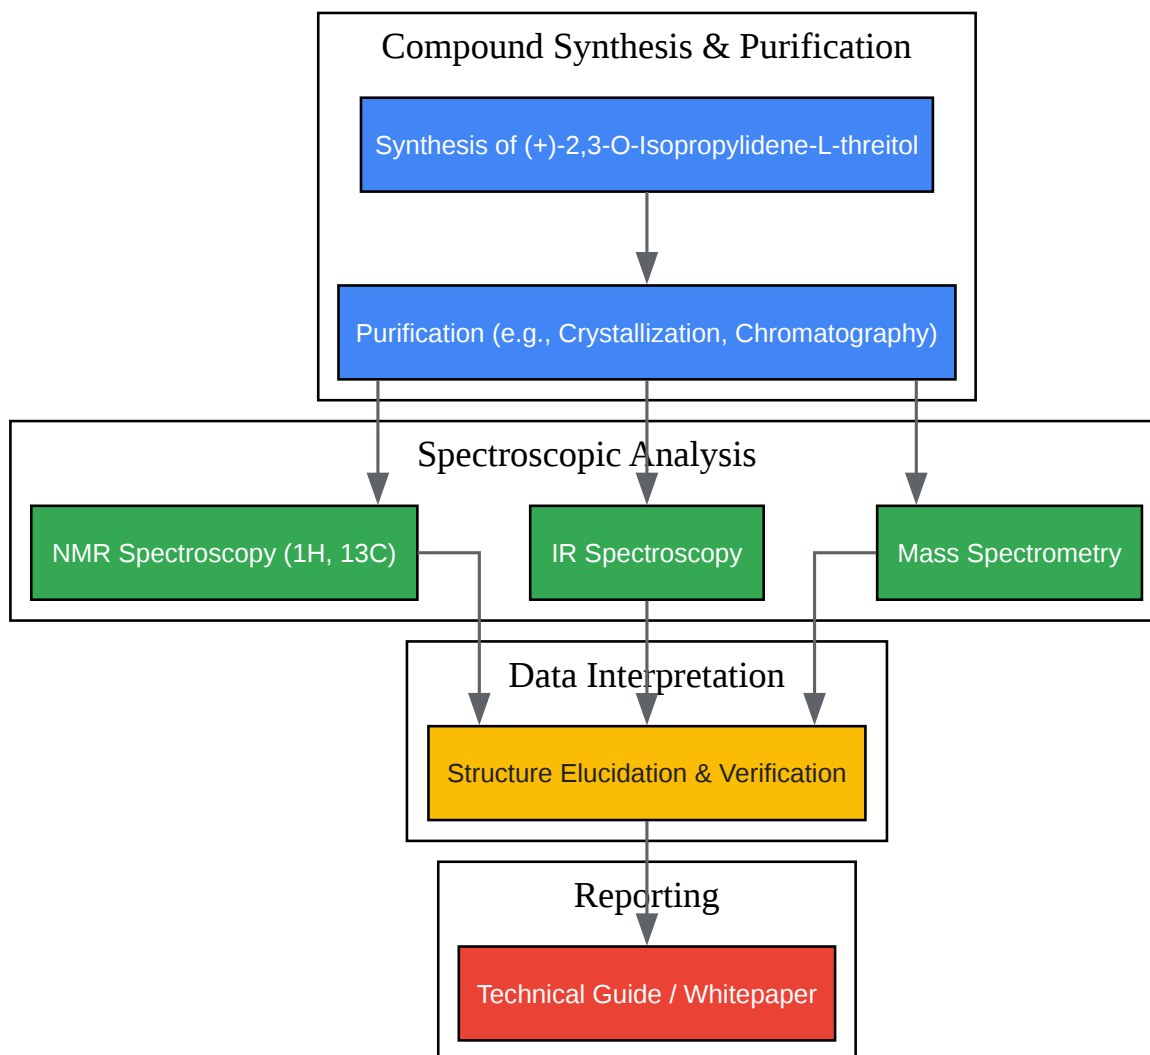 Compound Synthesis & Purification
Synthesis of (+)-2,3-O-Isopropylidene-L-threitol
Purification (e.g., Crystallization, Chromatography)
Spectroscopic Analysis
NMR Spectroscopy (1H, 13C)
IR Spectroscopy
Mass Spectrometry
Data Interpretation
Structure Elucidation & Verification
Reporting
Technical Guide / Whitepaper